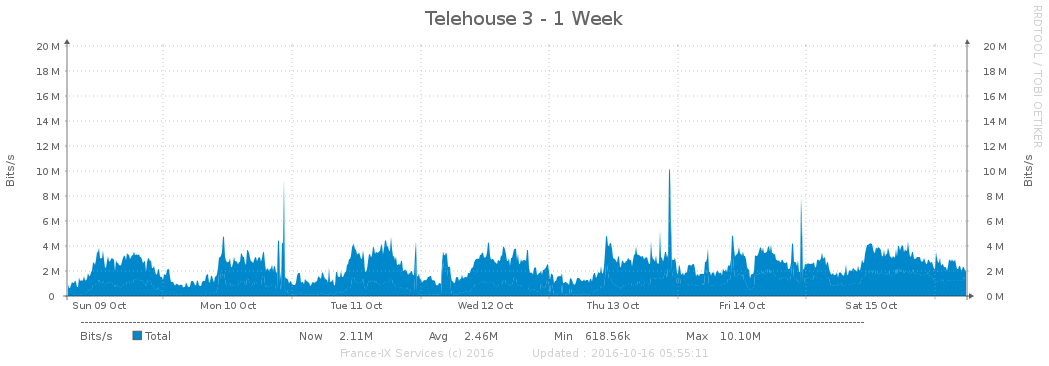 Telehouse 3 - 1 Week
RRDTOOL / TOBI OETIKER
Bits/s
20 M 20 M
18 M 18 M
16 M 16 M
14 M 14 M
12 M 12 M
10 M 10 M
8 M 8 M
6 M 6 M
4 M 4 M
2 M 2 M
0 0 M
Bits/s
Sun 09 Oct Mon 10 Oct Tue 11 Oct Wed 12 Oct Thu 13 Oct Fri 14 Oct Sat 15 Oct
Bits/s Total Now 2.11M Avg 2.46M Min 618.56k Max 10.10M
France-IX Services (c) 2016 Updated : 2016-10-16 05:55:11